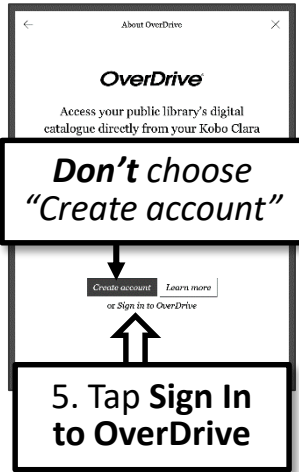 About OverDrive
OverDrive
Access your public library's digital
catalogue directly from your Kobo Clara
Don't choose
"Create account"
Create account Learn more
or Sign in to OverDrive
5. Tap Sign In
to OverDrive